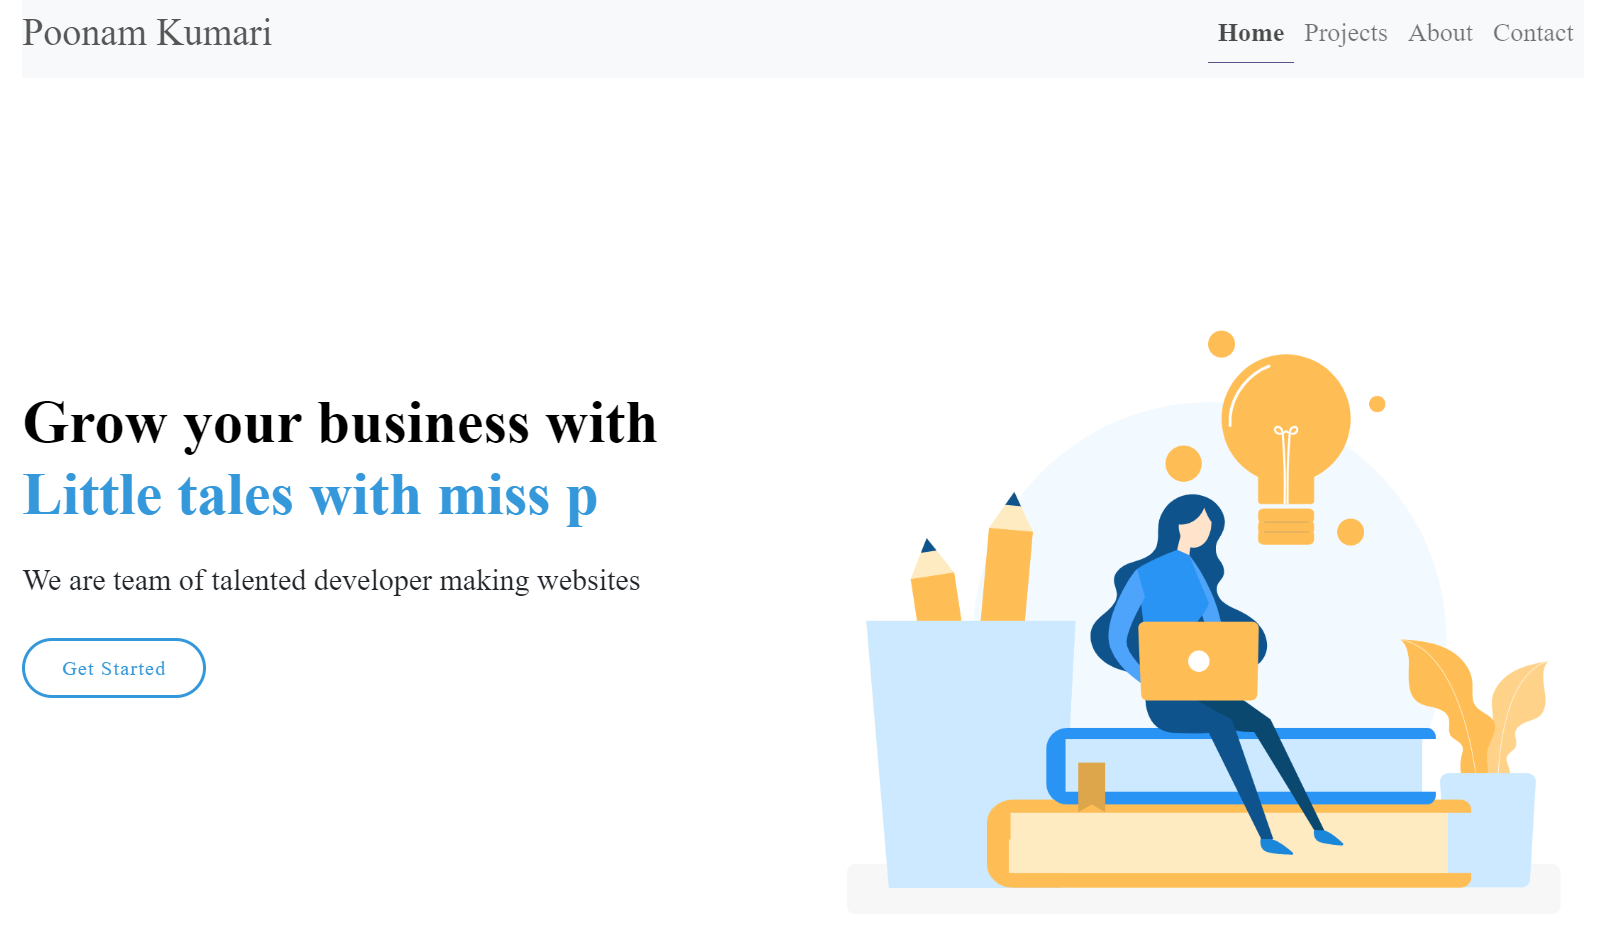 Poonam Kumari
Home Projects About Contact
Grow your business with
Little tales with miss p
We are team of talented developer making websites
Get Started